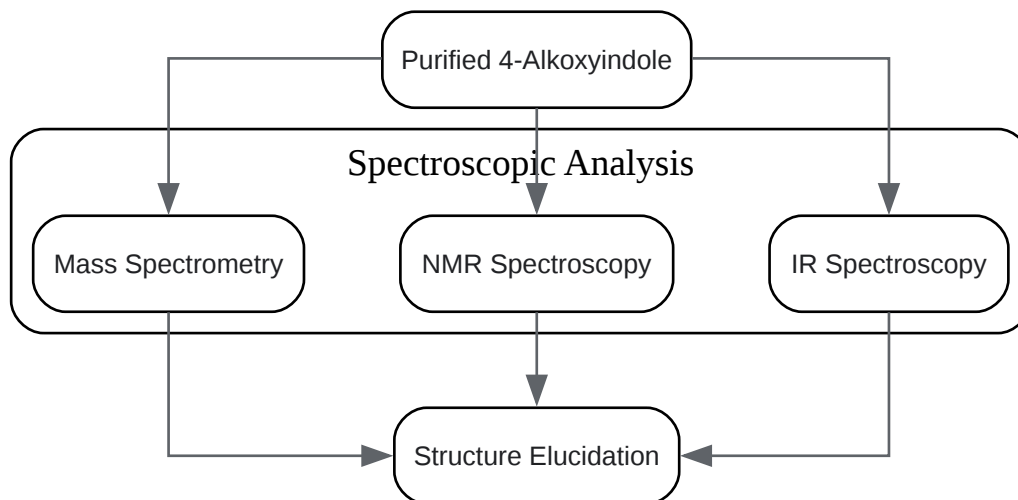 Purified 4-Alkoxyindole
Spectroscopic Analysis
Mass Spectrometry
NMR Spectroscopy
IR Spectroscopy
Structure Elucidation